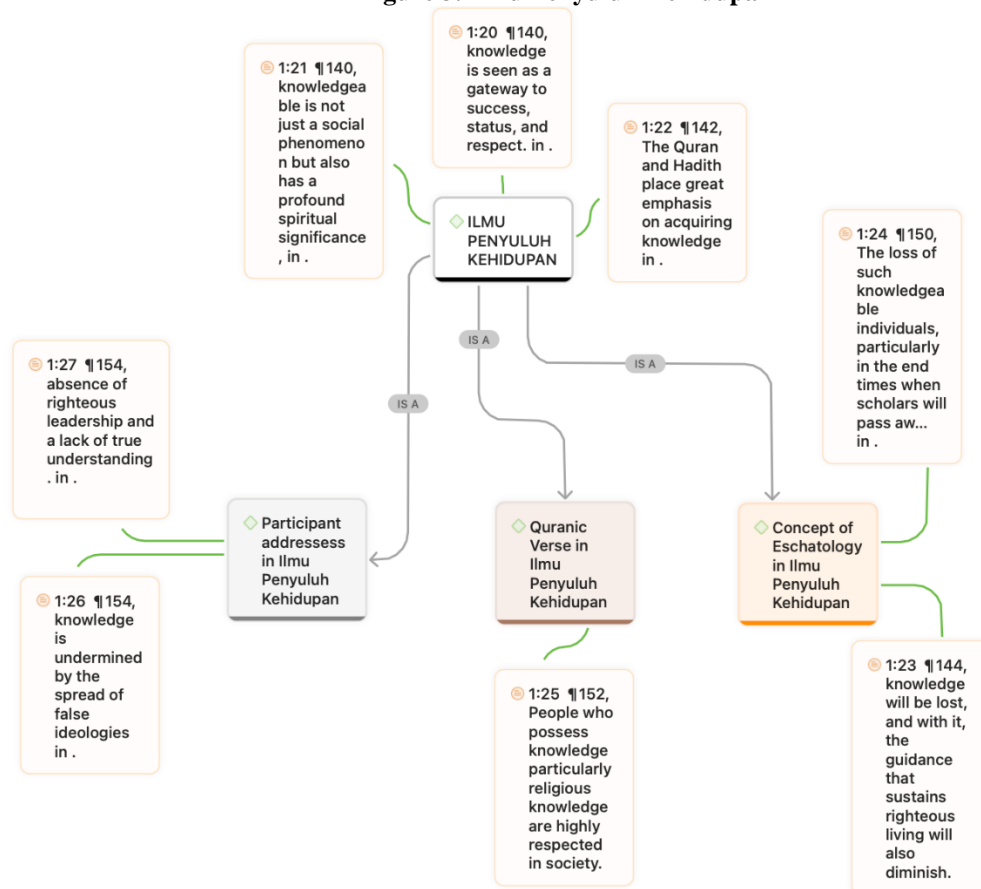 1:20 ¶ 140,
knowledge
is seen as a
gateway to
success,
status, and
respect. in .
1:21 ¶ 140,
knowledgea
ble is not
just a social
phenomeno
n but also
has a
profound
spiritual
significance
, in .
1:22 ¶ 142,
The Quran
and Hadith
place great
emphasis
on acquiring
knowledge
in .
ILMU
PENYULUH
KEHIDUPAN
1:24 ¶ 150,
The loss of
such
knowledgea
ble
individuals,
particularly
in the end
times when
scholars will
pass aw...
in .
IS A
IS A
IS A
1:27 ¶ 154,
absence of
righteous
leadership and
a lack of true
understanding
. in .
Participant
addressess
in Ilmu
Penyuluh
Kehidupan
Quranic
Verse in
Ilmu
Penyuluh
Kehidupan
Concept of
Eschatology
in Ilmu
Penyuluh
Kehidupan
1:26 ¶ 154,
knowledge
is
undermined
by the
spread of
false
ideologies
in .
1:25 ¶ 152,
People who
possess
knowledge
particularly
religious
knowledge
are highly
respected
in society.
1:23 ¶ 144,
knowledge
will be lost,
and with it,
the
guidance
that
sustains
righteous
living will
also
diminish.